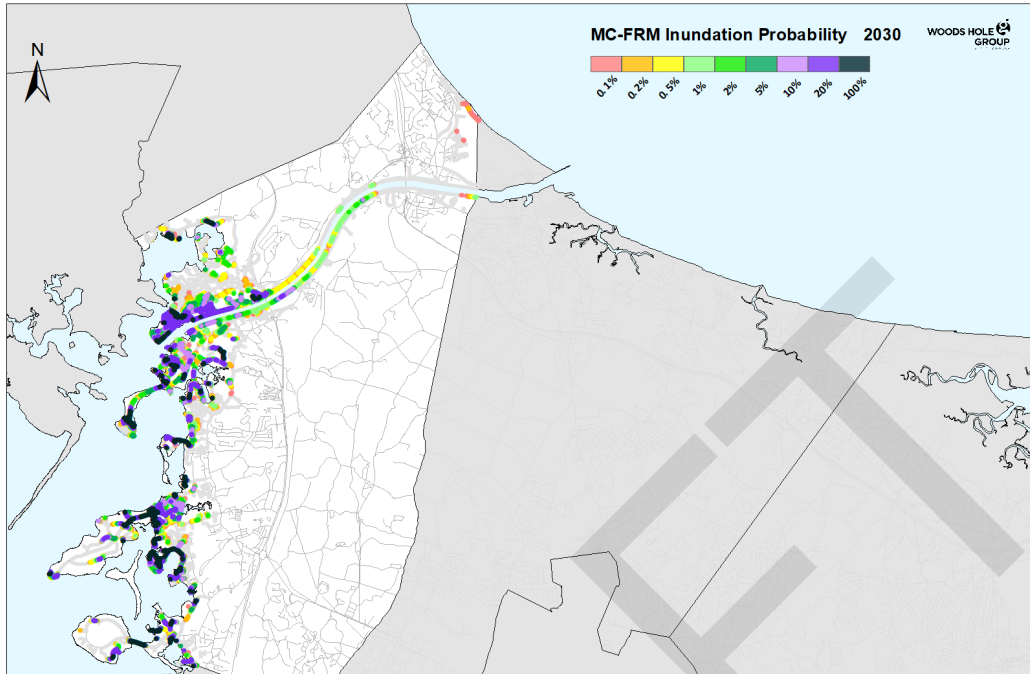 MC-FRM Inundation Probability 2030
WOODS HOLE
GROUP
N
0.1%
0.2%
0.5%
1%
2%
5%
10%
20%
100%